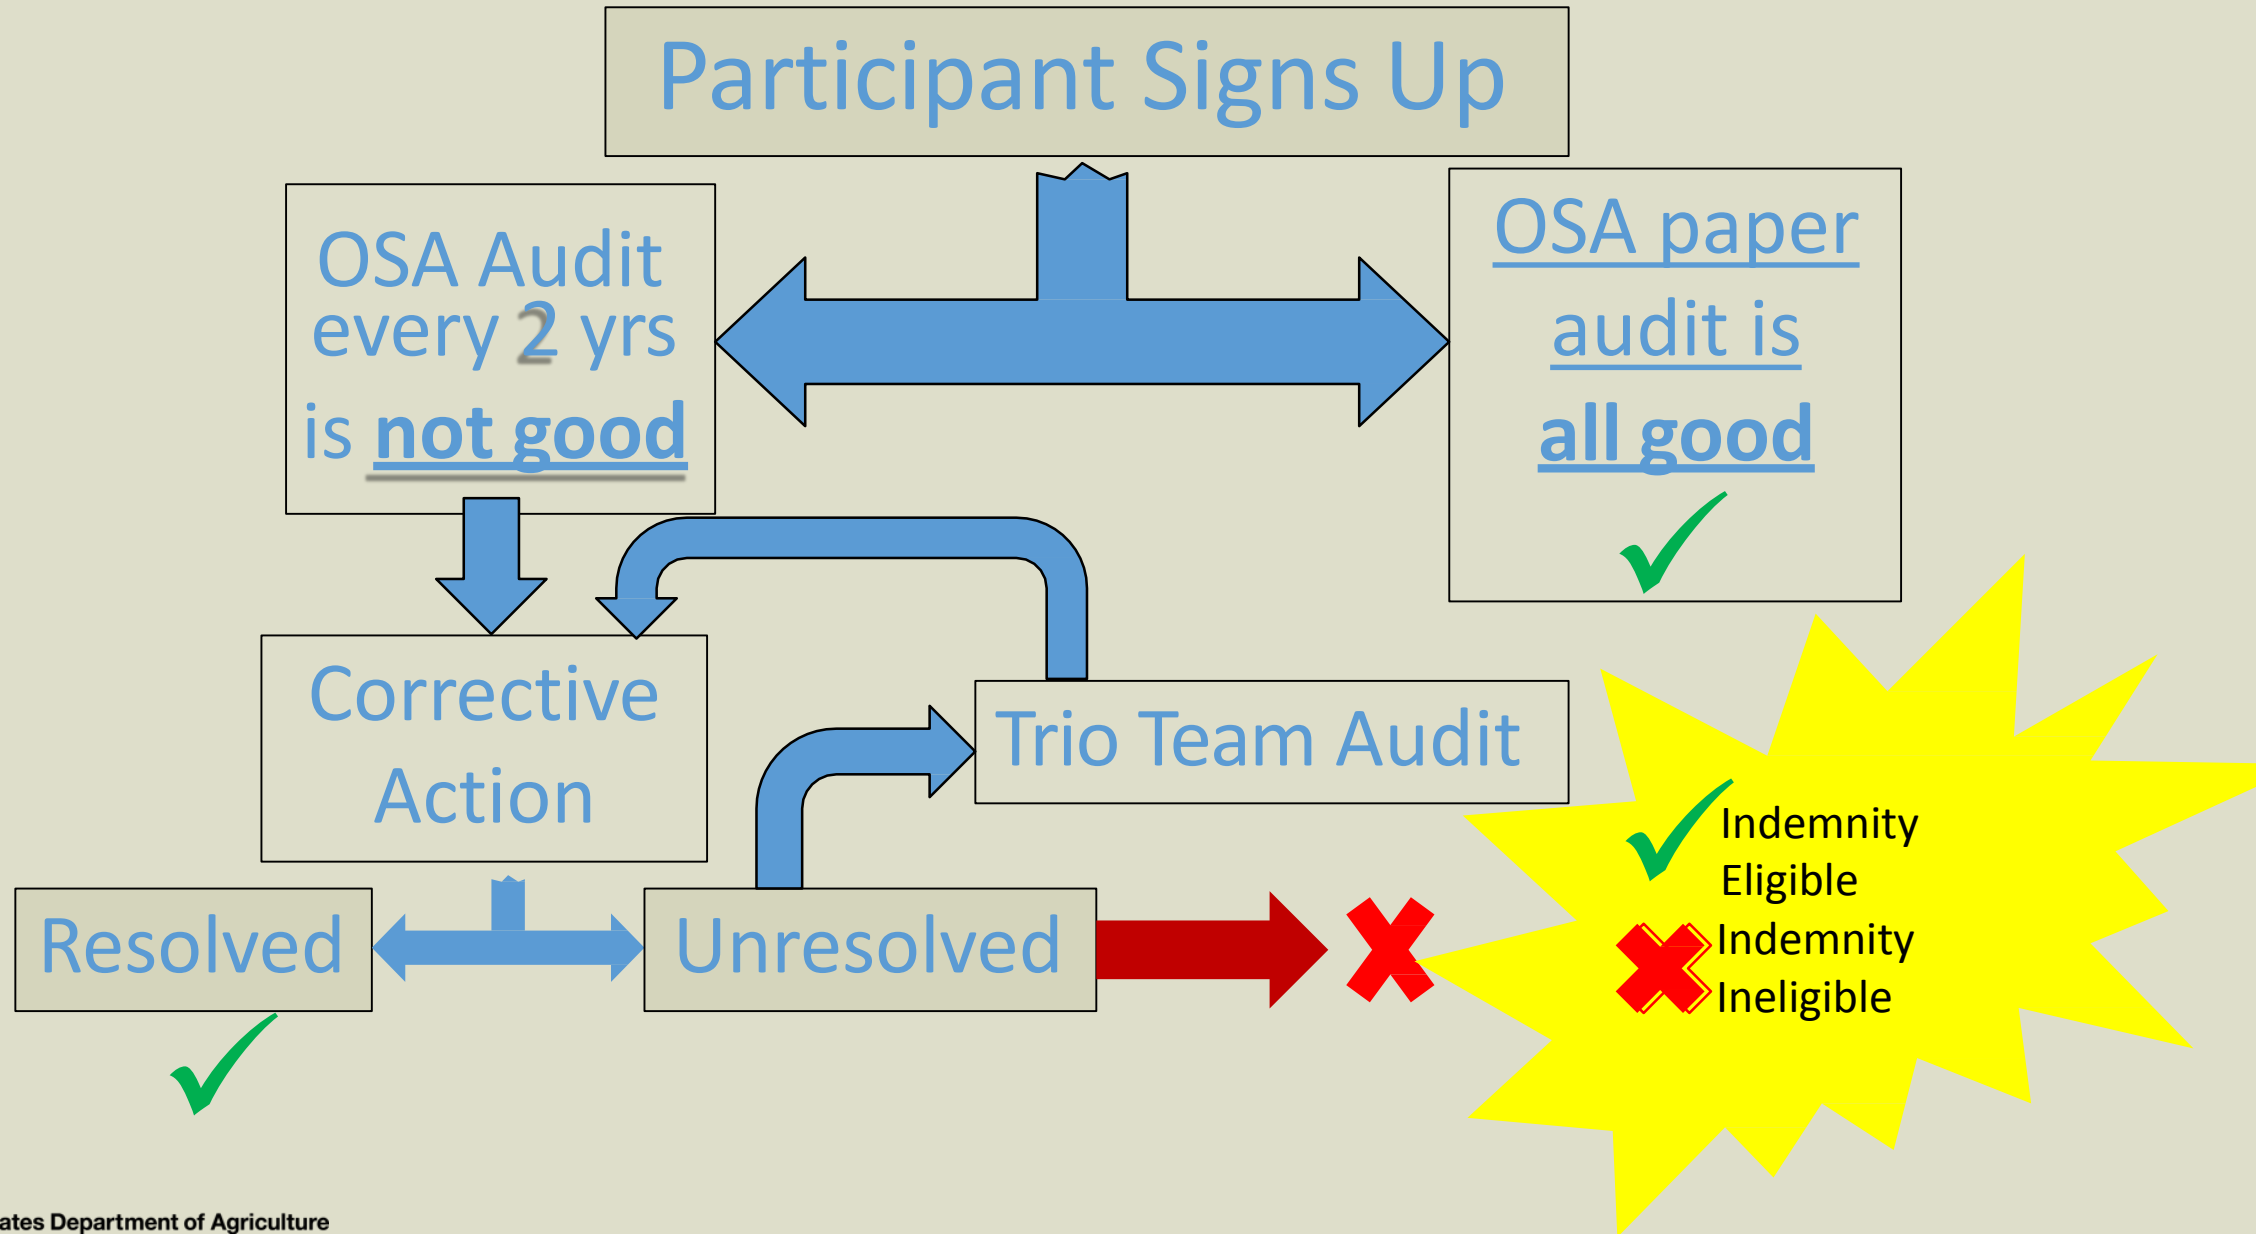 Participant Signs Up
OSA Audit
every 2 yrs
is not good
OSA paper
audit is
all good
Corrective
Action
Trio Team Audit
Resolved
Unresolved
Indemnity
Eligible
Indemnity
Ineligible
ates Department of Agriculture